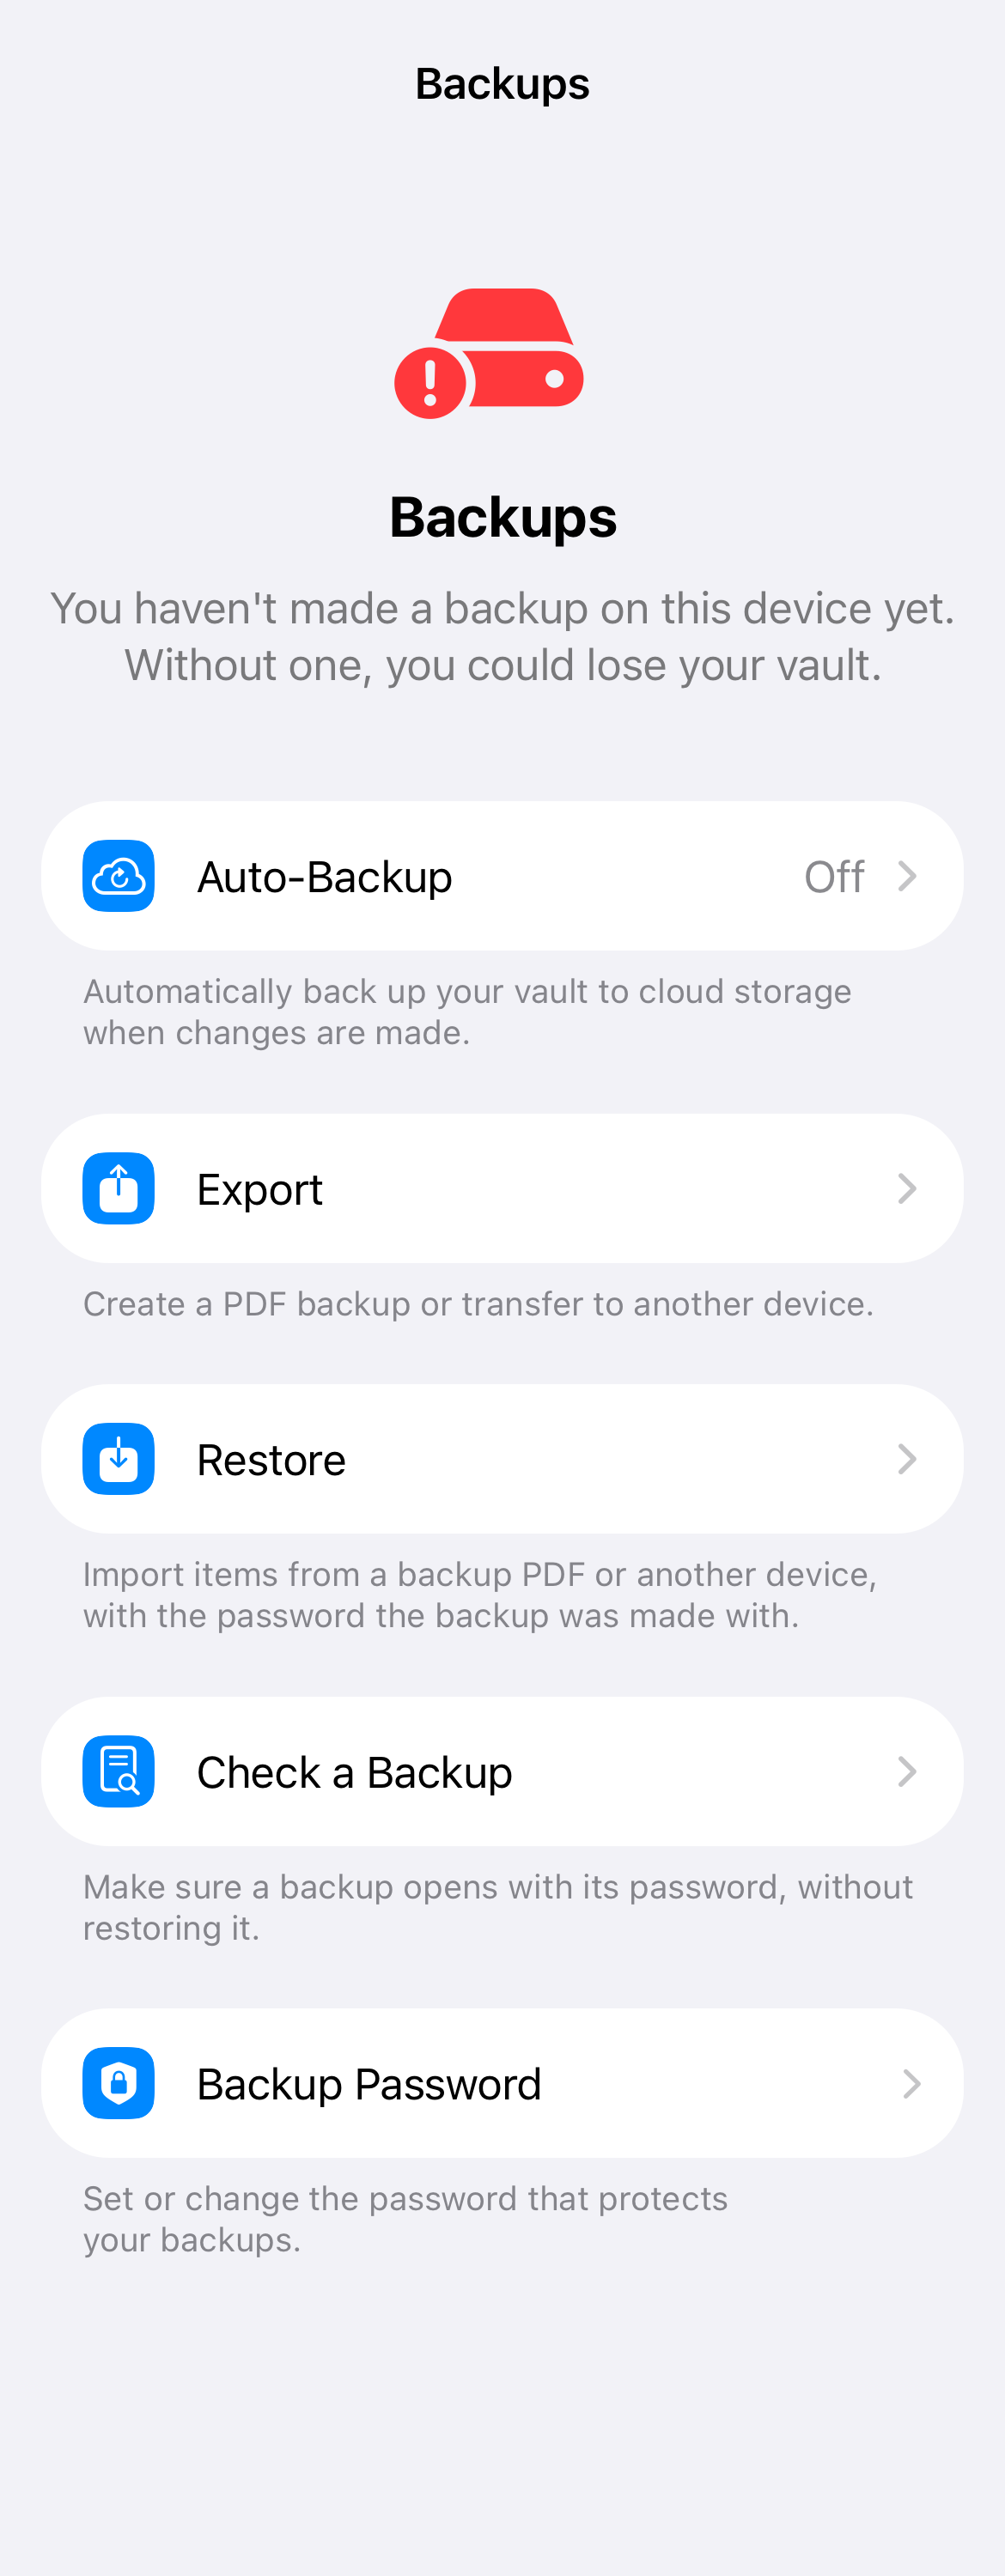 Backups
Backups
You haven't made a backup on this device yet.
Without one, you could lose your vault.
Auto-Backup Off
Automatically back up your vault to cloud storage
when changes are made.
Export
Create a PDF backup or transfer to another device.
Restore
Import items from a backup PDF or another device,
with the password the backup was made with.
Check a Backup
Make sure a backup opens with its password, without
restoring it.
Backup Password
Set or change the password that protects
your backups.